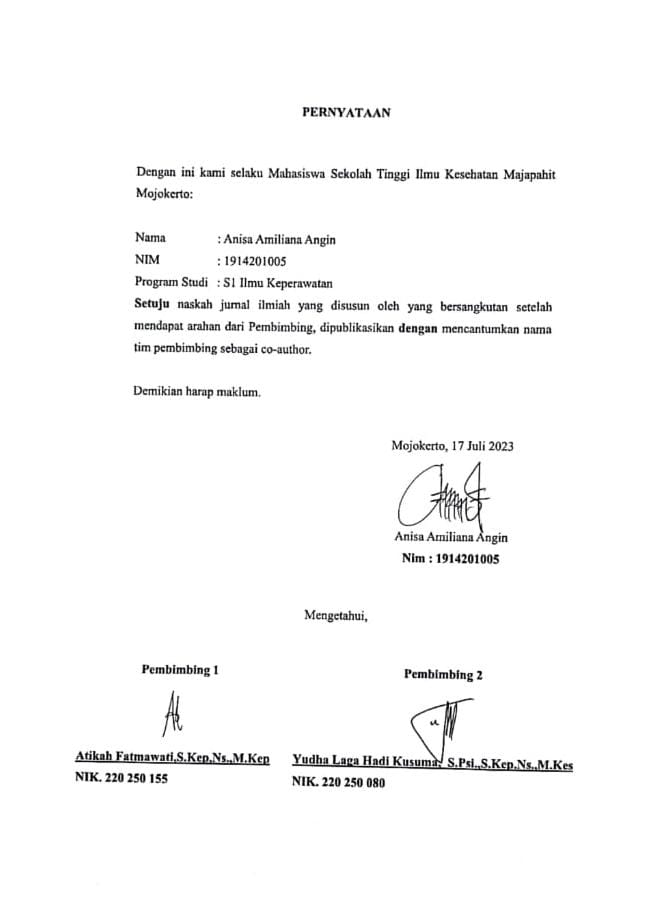 PERNYATAAN
Dengan ini kami selaku Mahasiswa Sekolah Tinggi Ilmu Kesehatan Majapahit
Mojokerto:
Nama : Anisa Amiliana Angin
NIM : 1914201005
Program Studi : S1 Ilmu Keperawatan
Setuju naskah jurnal ilmiah yang disusun oleh yang bersangkutan setelah
mendapat arahan dari Pembimbing, dipublikasikan dengan mencantumkan nama
tim pembimbing sebagai co-author.
Demikian harap maklum.
Mojokerto, 17 Juli 2023
Anisa Amiliana Angin
Nim : 1914201005
Mengetahui,
Pembimbing 1
Atikah Fatmawati,S.Kep,Ns.,M.Kep
NIK. 220 250 155
Pembimbing 2
Yudha Laga Hadi Kusuma, S.Psi.,S.Kep,Ns.,M.Kes
NIK. 220 250 080